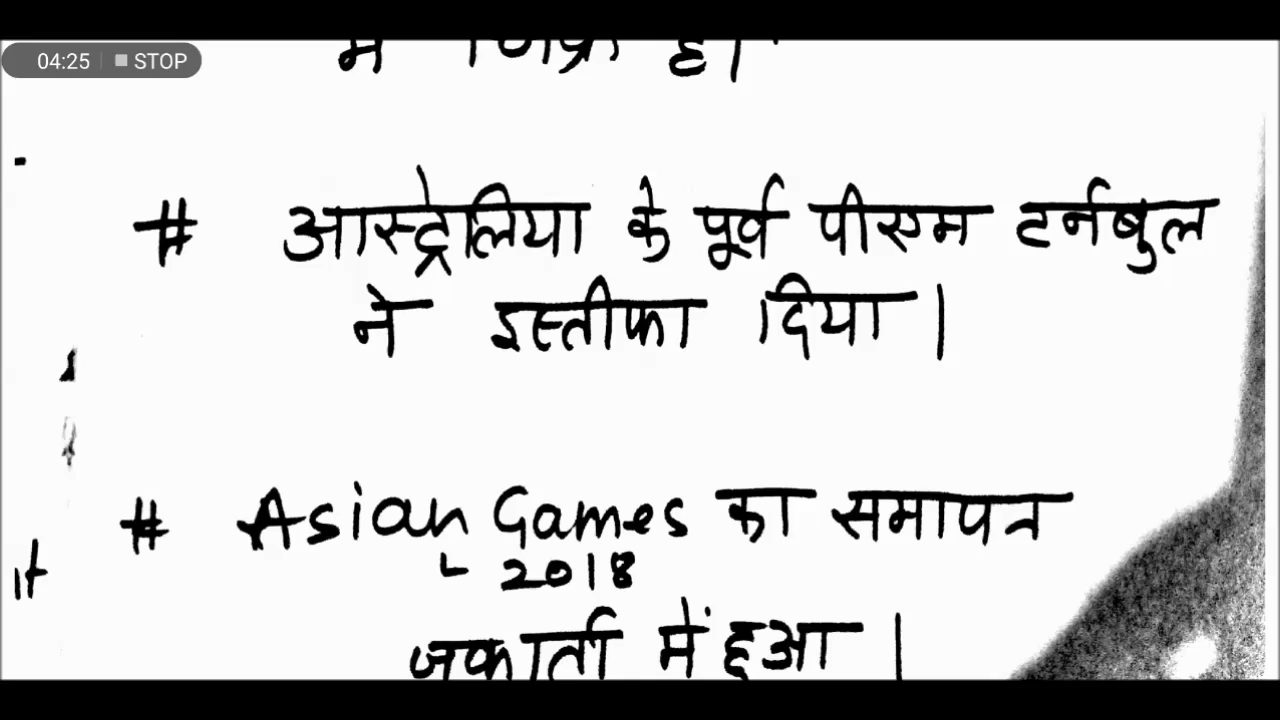 04:25 STOP
में जिक्र है।
# आस्ट्रेलिया के पूर्व पीएम टर्नबुल
ने इस्तीफा दिया।
# Asian Games का समापन
2018
जकार्ता में हुआ।